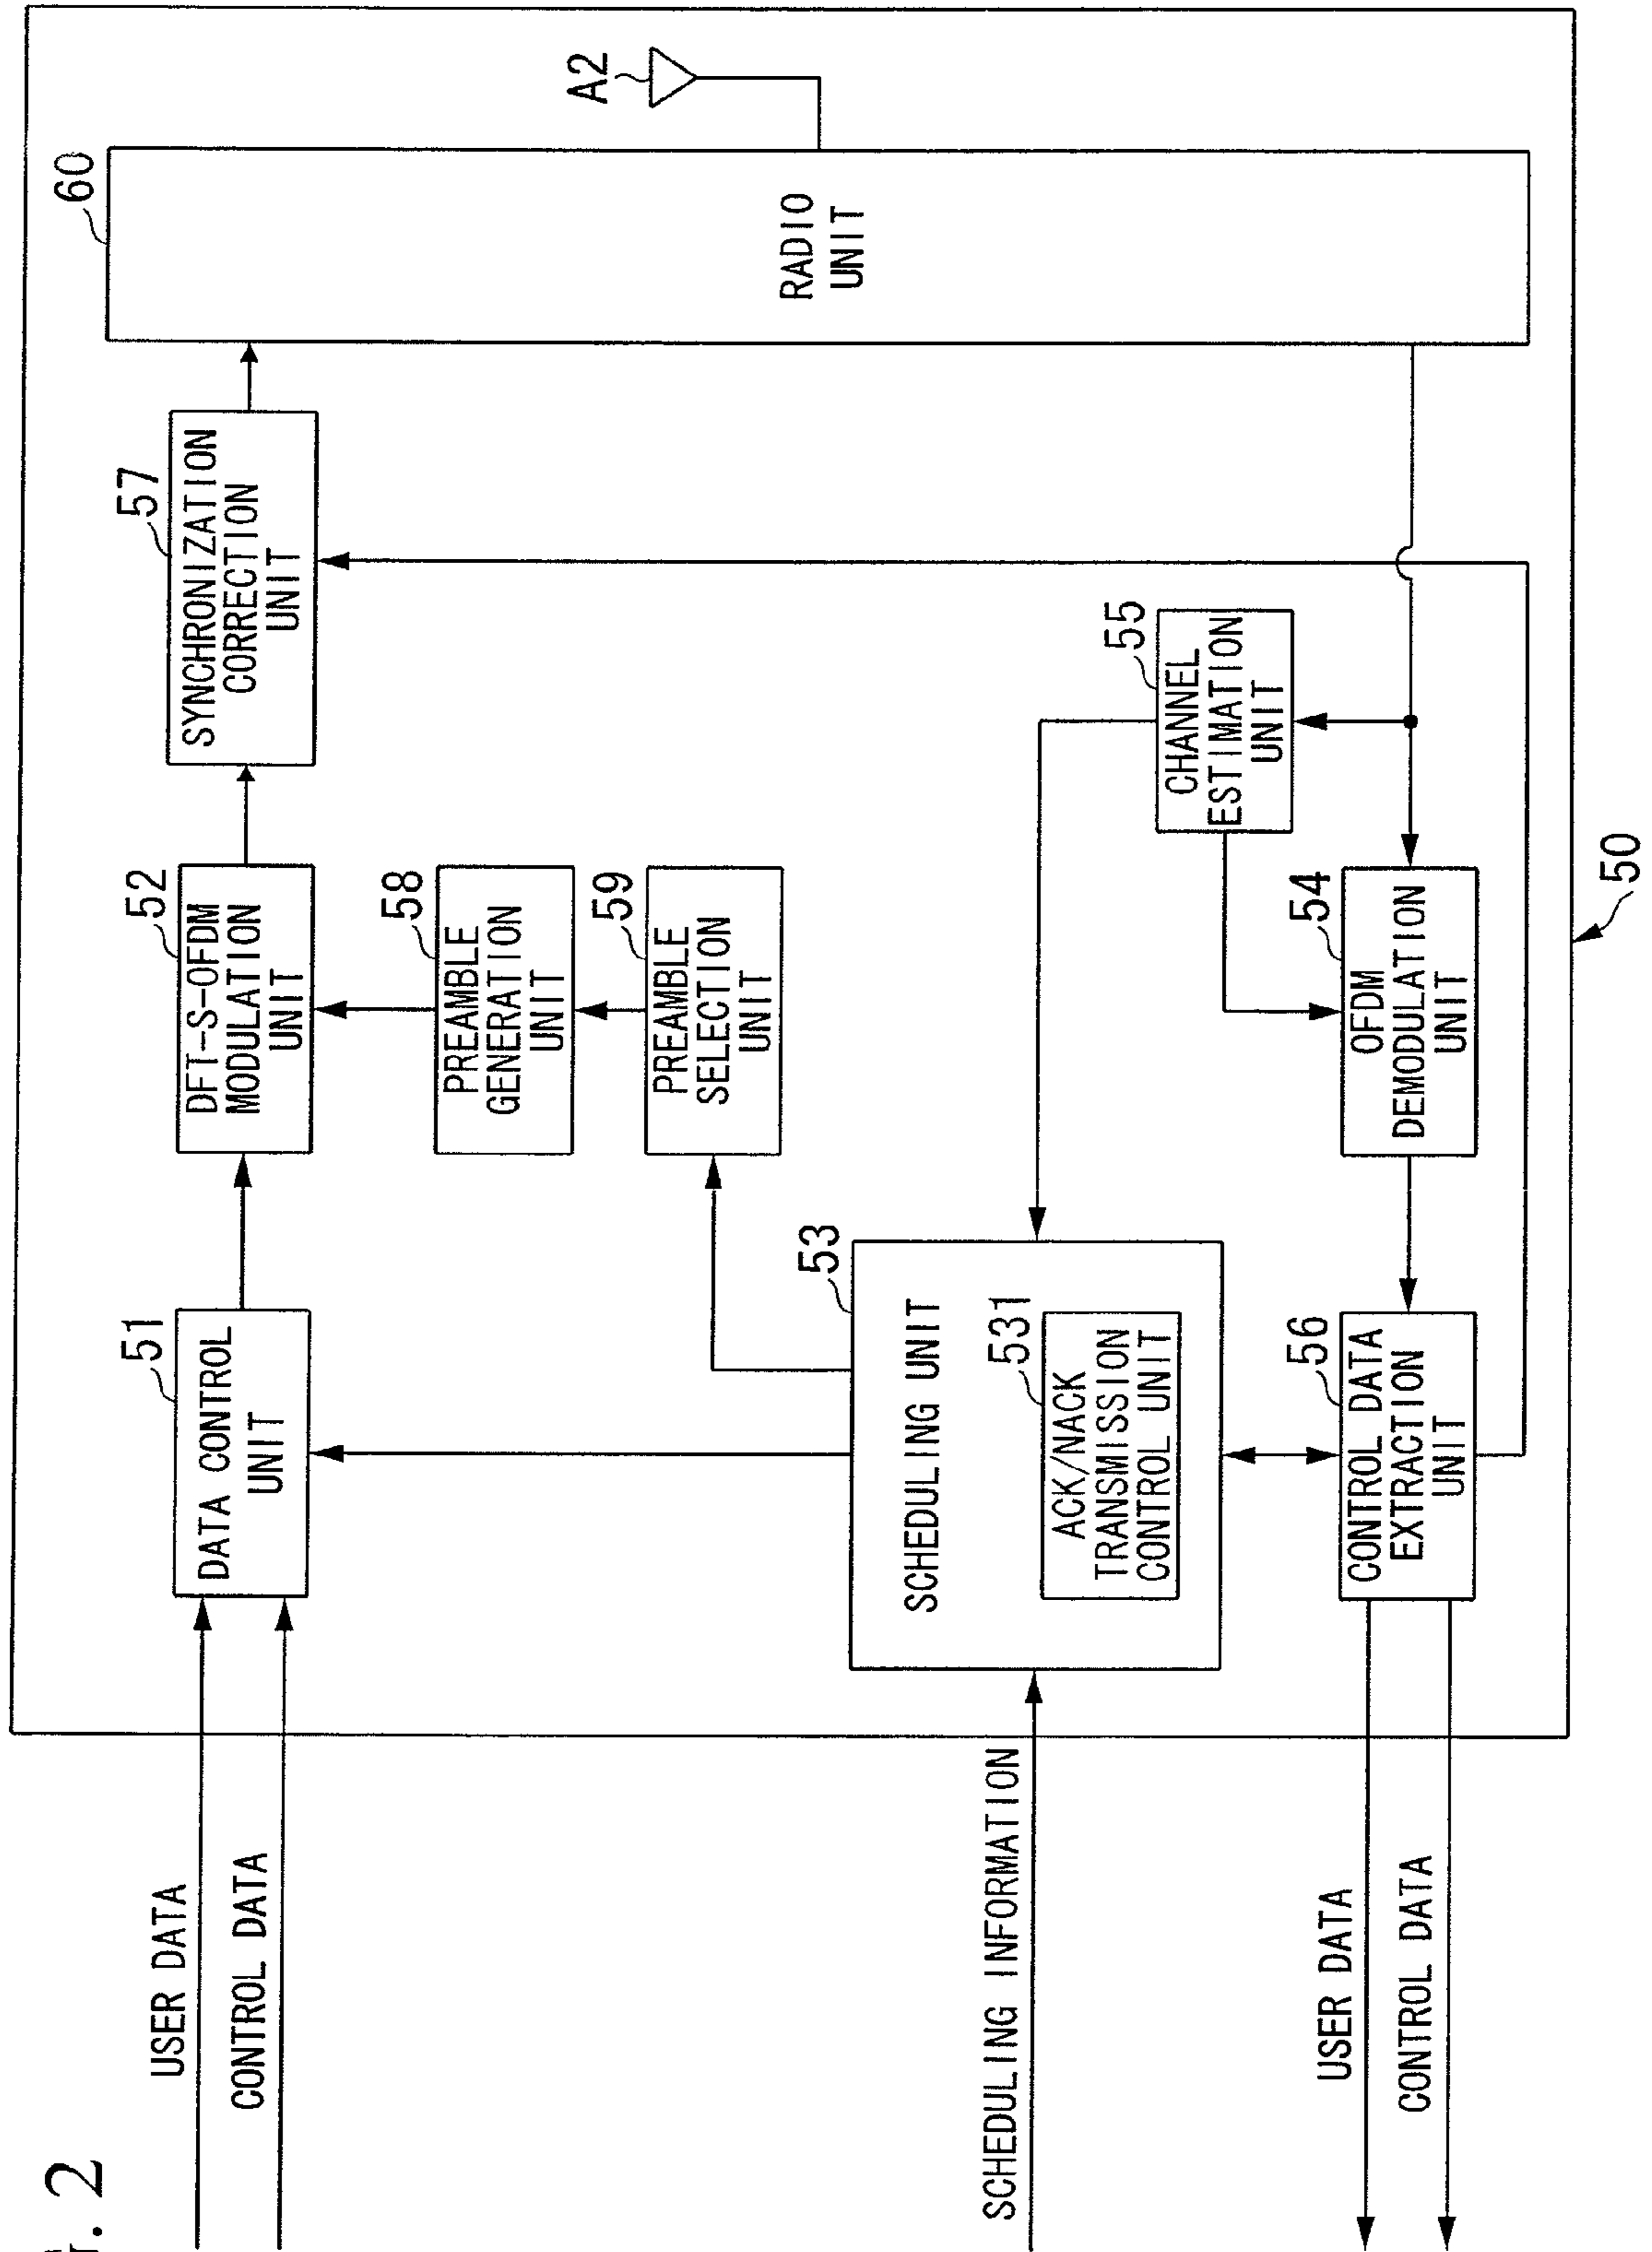 . 2
60
A2
RADIO
UNIT
57
SYNCHRONIZATION
CORRECTION
UNIT
52
DFT-S-OFDM
MODULATION
UNIT
51
DATA CONTROL
UNIT
USER DATA
CONTROL DATA
58
PREAMBLE
GENERATION
UNIT
59
PREAMBLE
SELECTION
UNIT
53
SCHEDULING UNIT
531
ACK/NACK
TRANSMISSION
CONTROL UNIT
SCHEDULING INFORMATION
55
CHANNEL
ESTIMATION
UNIT
54
OFDM
DEMODULATION
UNIT
56
CONTROL DATA
EXTRACTION
UNIT
USER DATA
CONTROL DATA
50